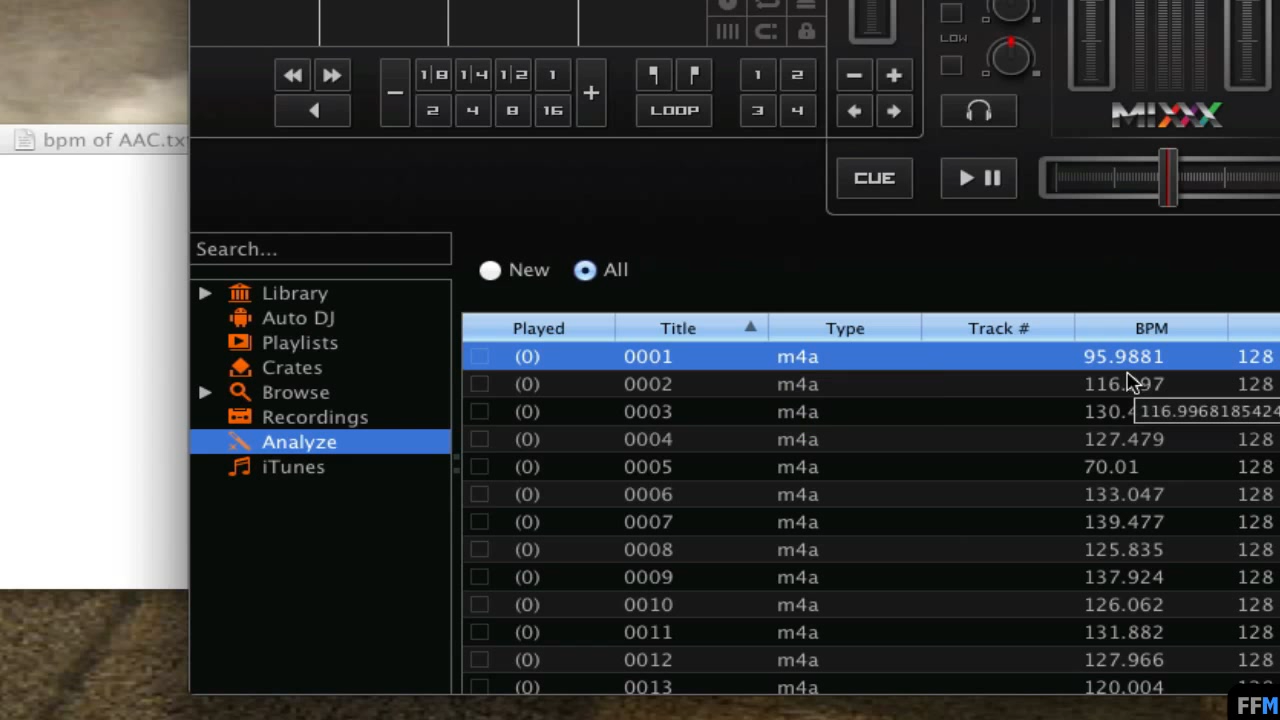 1|8 1|4 1|2 1
1 2
LOW
2 4 8 16
LOOP
3 4
MIXXX
bpm of AAC.tx
CUE
Search...
New All
Library
Auto DJ
Playlists
Crates
Browse
Recordings
Analyze
iTunes
Played Title Type Track # BPM
(0) 0001 m4a 95.9881 128
(0) 0002 m4a 116. 97 128
(0) 0003 m4a 130.4 116.9968185424
(0) 0004 m4a 127.479 128
(0) 0005 m4a 70.01 128
(0) 0006 m4a 133.047 128
(0) 0007 m4a 139.477 128
(0) 0008 m4a 125.835 128
(0) 0009 m4a 137.924 128
(0) 0010 m4a 126.062 128
(0) 0011 m4a 131.882 128
(0) 0012 m4a 127.966 128
(0) 0013 m4a 120.004 128
FFM